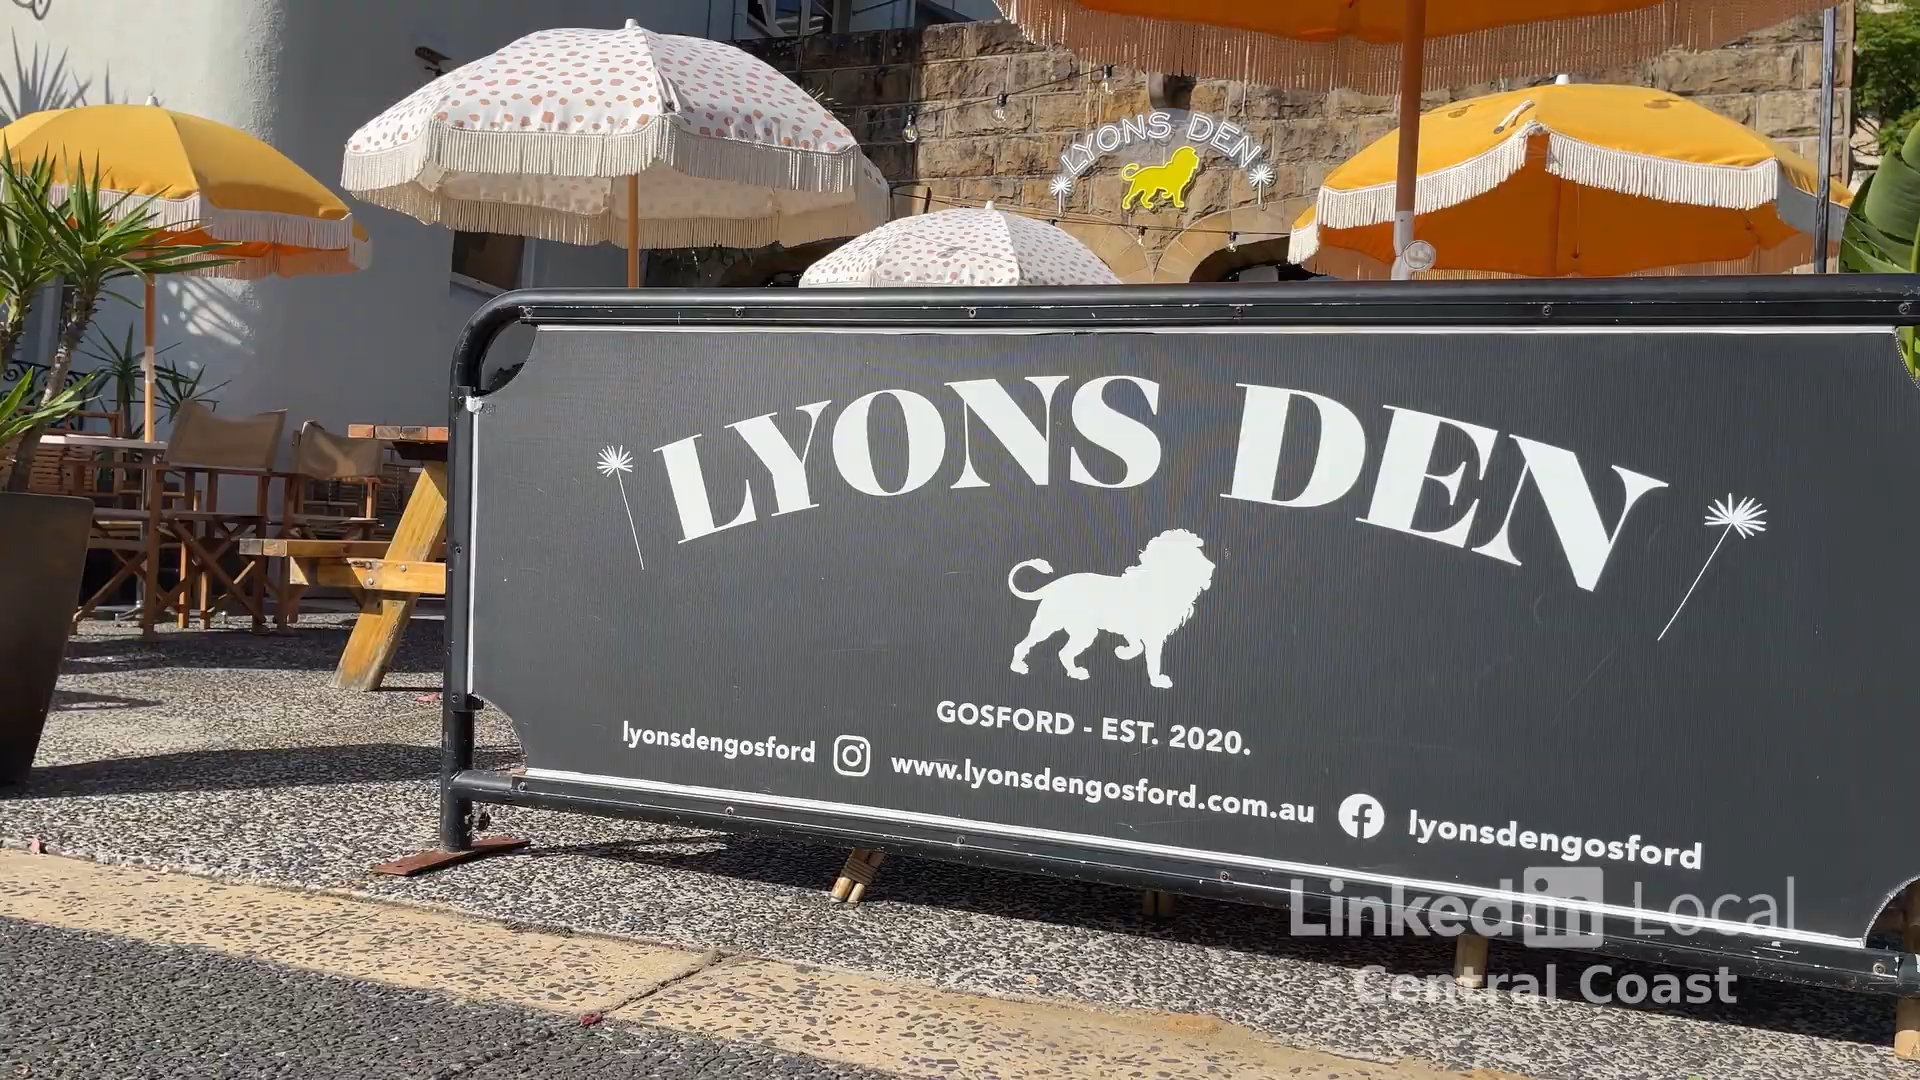 LYONS DEN
LYONS DEN
GOSFORD - EST. 2020.
lyonsdengosford www.lyonsdengosford.com.au lyonsdengosford
Linkedin Local
Central Coast